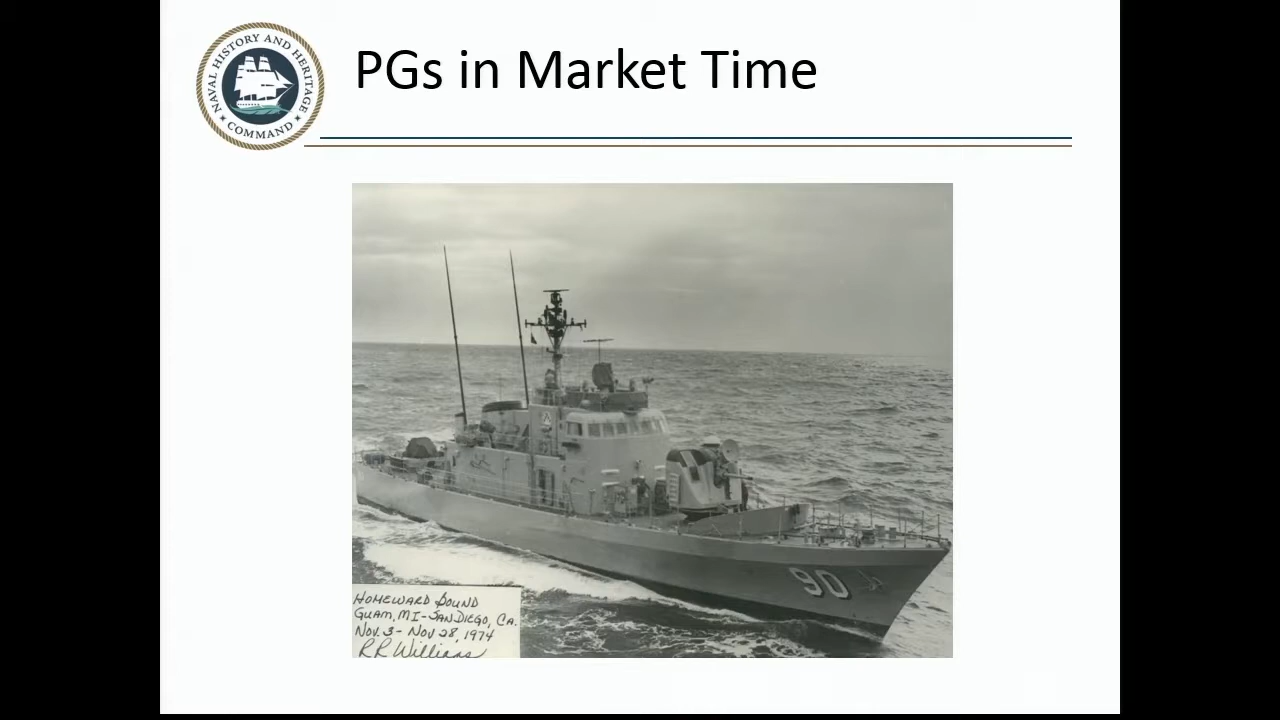 NAVAL HISTORY AND HERITAGE
COMMAND
PGs in Market Time
90
HOMEWARD BOUND
GUAM, MI - SAN DIEGO, CA.
NOV. 3 - NOV 28, 1974
RR Williams